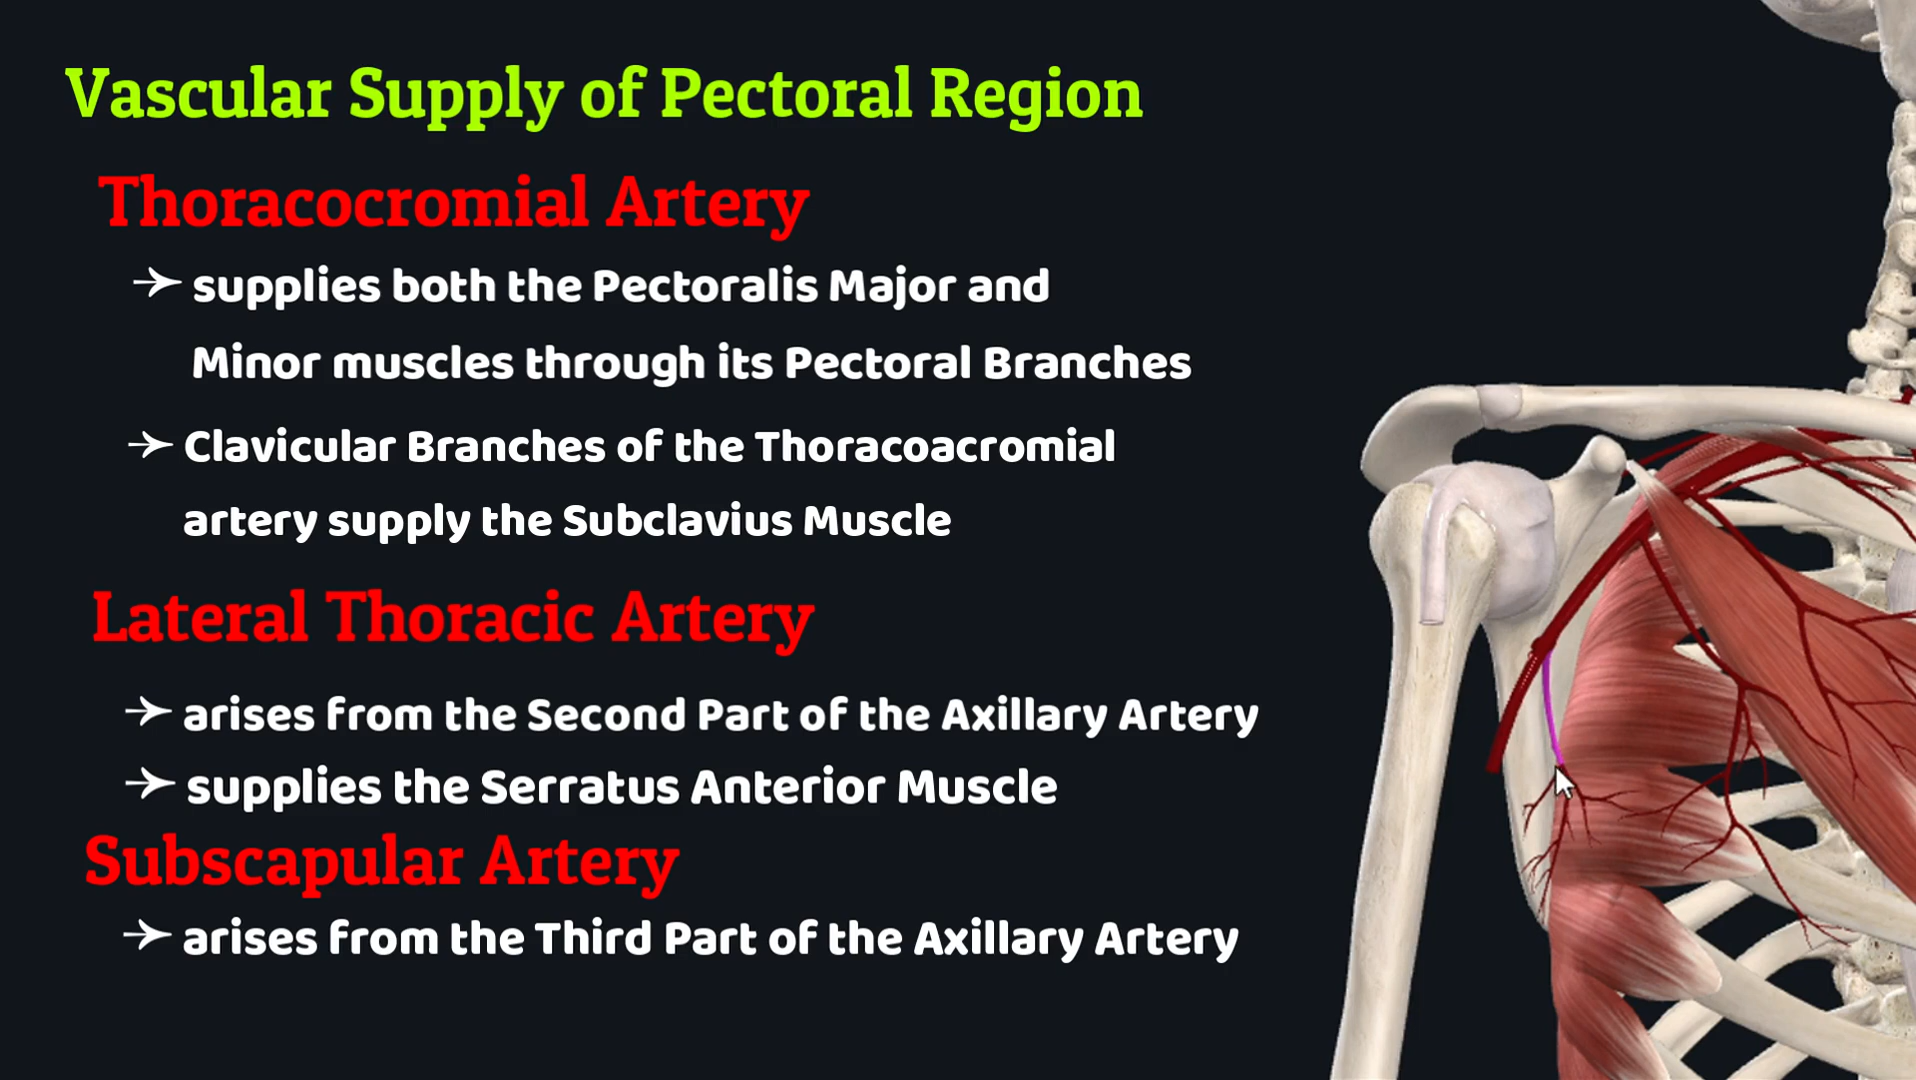 Vascular Supply of Pectoral Region
Thoracocromial Artery
supplies both the Pectoralis Major and
Minor muscles through its Pectoral Branches
Clavicular Branches of the Thoracoacromial
artery supply the Subclavius Muscle
Lateral Thoracic Artery
arises from the Second Part of the Axillary Artery
supplies the Serratus Anterior Muscle
Subscapular Artery
arises from the Third Part of the Axillary Artery